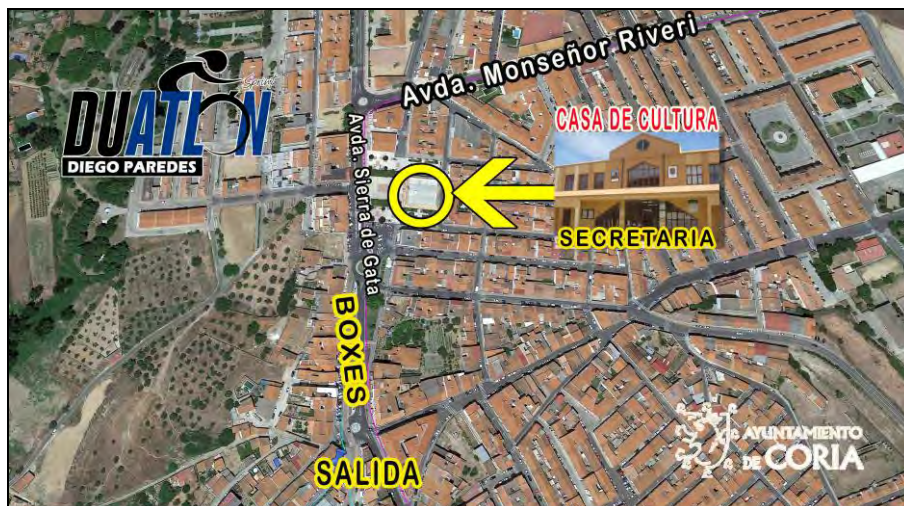 Sprint
DUATLON
DIEGO PAREDES
Avda. Monseñor Riveri
CASA DE CULTURA
SECRETARIA
Avda. Sierra de Gata
BOXES
SALIDA
AYUNTAMIENTO
DE CORIA